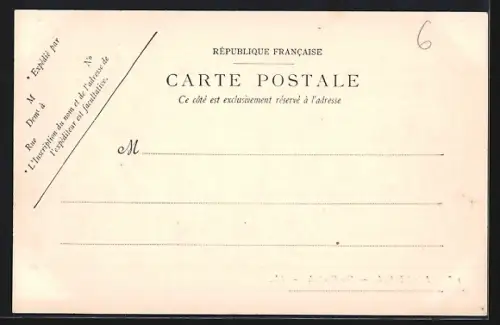 * Expédié par
M
Demt à
Rue
No
* L'Inscription du nom et de l'adresse de
l'expéditeur est facultative.
6
RÉPUBLIQUE FRANÇAISE
CARTE POSTALE
Ce côté est exclusivement réservé à l'adresse
M